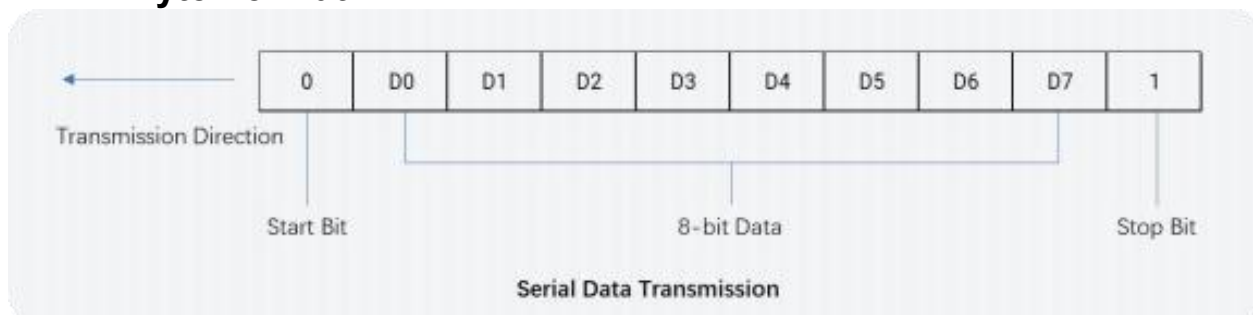 0 D0 D1 D2 D3 D4 D5 D6 D7 1
Transmission Direction
Start Bit 8-bit Data Stop Bit
Serial Data Transmission